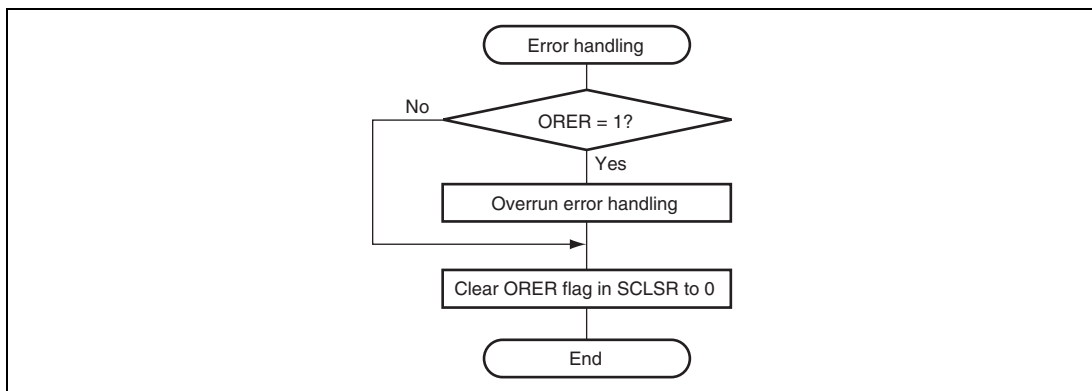 Error handling
No
ORER = 1?
Yes
Overrun error handling
Clear ORER flag in SCLSR to 0
End